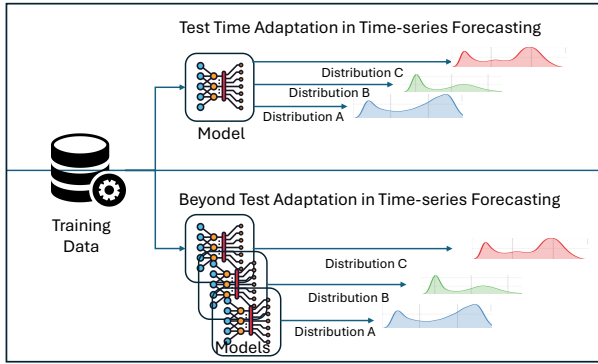 Test Time Adaptation in Time-series Forecasting
Distribution C
Distribution B
Distribution A
Model
Training
Data
Beyond Test Adaptation in Time-series Forecasting
Distribution C
Distribution B
Distribution A
Models